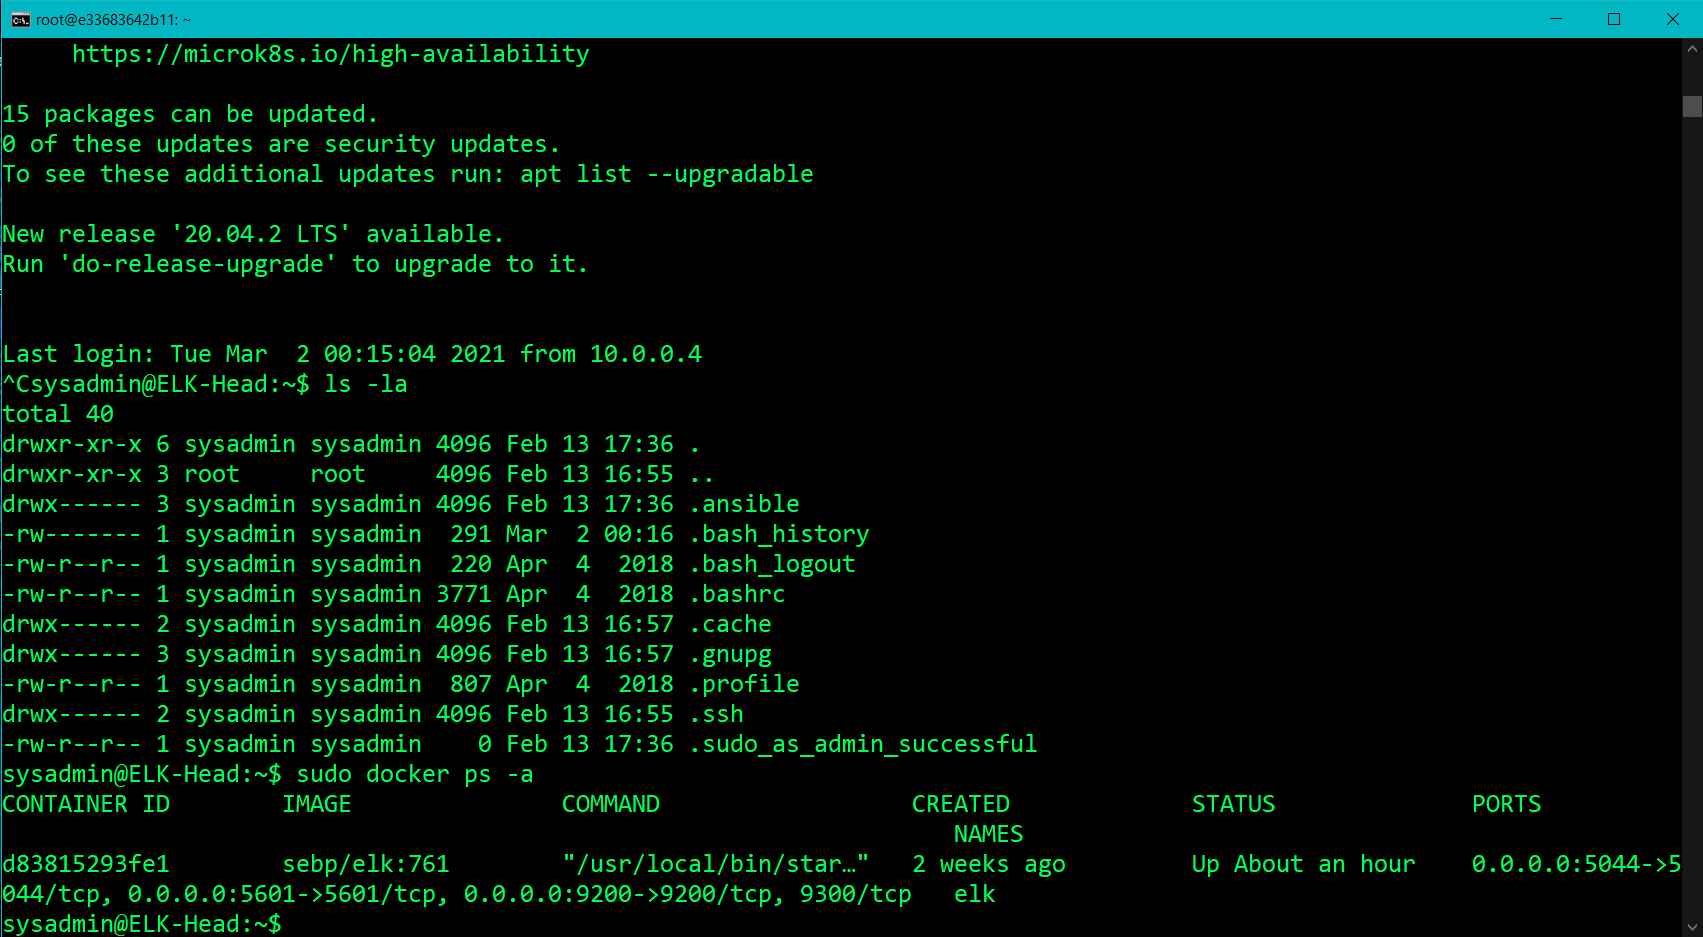 root@e33683642b11: ~
https://microk8s.io/high-availability
15 packages can be updated.
0 of these updates are security updates.
To see these additional updates run: apt list --upgradable
New release '20.04.2 LTS' available.
Run 'do-release-upgrade' to upgrade to it.
Last login: Tue Mar  2 00:15:04 2021 from 10.0.0.4
^Csysadmin@ELK-Head:~$ ls -la
total 40
drwxr-xr-x 6 sysadmin sysadmin 4096 Feb 13 17:36 .
drwxr-xr-x 3 root     root     4096 Feb 13 16:55 ..
drwx------ 3 sysadmin sysadmin 4096 Feb 13 17:36 .ansible
-rw------- 1 sysadmin sysadmin  291 Mar  2 00:16 .bash_history
-rw-r--r-- 1 sysadmin sysadmin  220 Apr  4  2018 .bash_logout
-rw-r--r-- 1 sysadmin sysadmin 3771 Apr  4  2018 .bashrc
drwx------ 2 sysadmin sysadmin 4096 Feb 13 16:57 .cache
drwx------ 3 sysadmin sysadmin 4096 Feb 13 16:57 .gnupg
-rw-r--r-- 1 sysadmin sysadmin  807 Apr  4  2018 .profile
drwx------ 2 sysadmin sysadmin 4096 Feb 13 16:55 .ssh
-rw-r--r-- 1 sysadmin sysadmin    0 Feb 13 17:36 .sudo_as_admin_successful
sysadmin@ELK-Head:~$ sudo docker ps -a
CONTAINER ID        IMAGE               COMMAND                  CREATED             STATUS              PORTS
NAMES
d83815293fe1        sebp/elk:761        "/usr/local/bin/star…"   2 weeks ago         Up About an hour    0.0.0.0:5044->5
044/tcp, 0.0.0.0:5601->5601/tcp, 0.0.0.0:9200->9200/tcp, 9300/tcp   elk
sysadmin@ELK-Head:~$